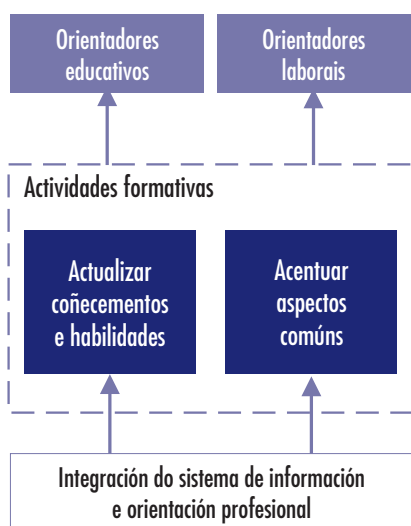 Orientadores
educativos
Orientadores
laborais
Actividades formativas
Actualizar
coñecementos
e habilidades
Acentuar
aspectos
comúns
Integración do sistema de información
e orientación profesional